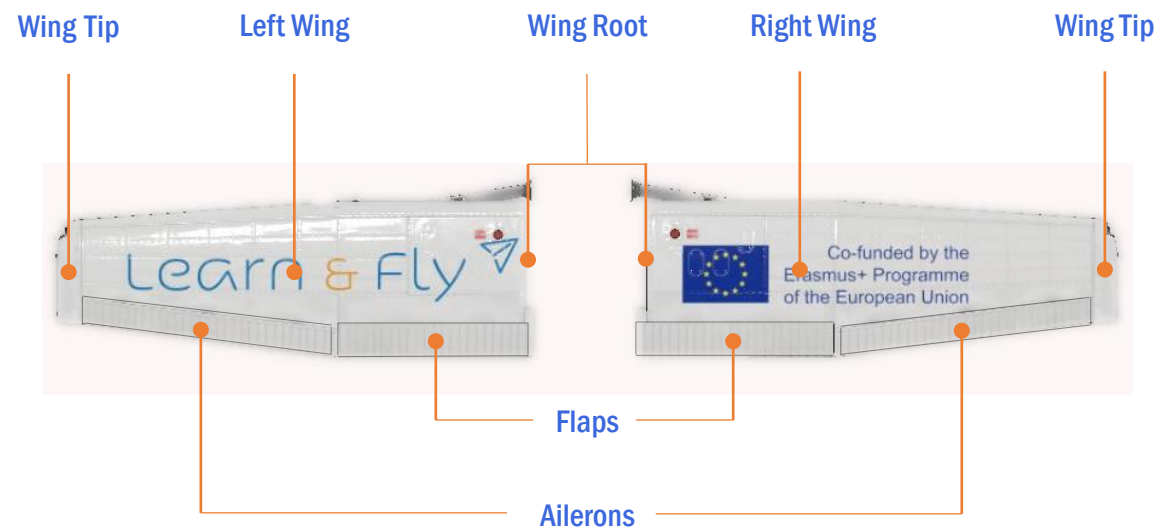 Wing Tip
Left Wing
Wing Root
Right Wing
Wing Tip
Learn & Fly
Co-funded by the
Erasmus+ Programme
of the European Union
Flaps
Ailerons